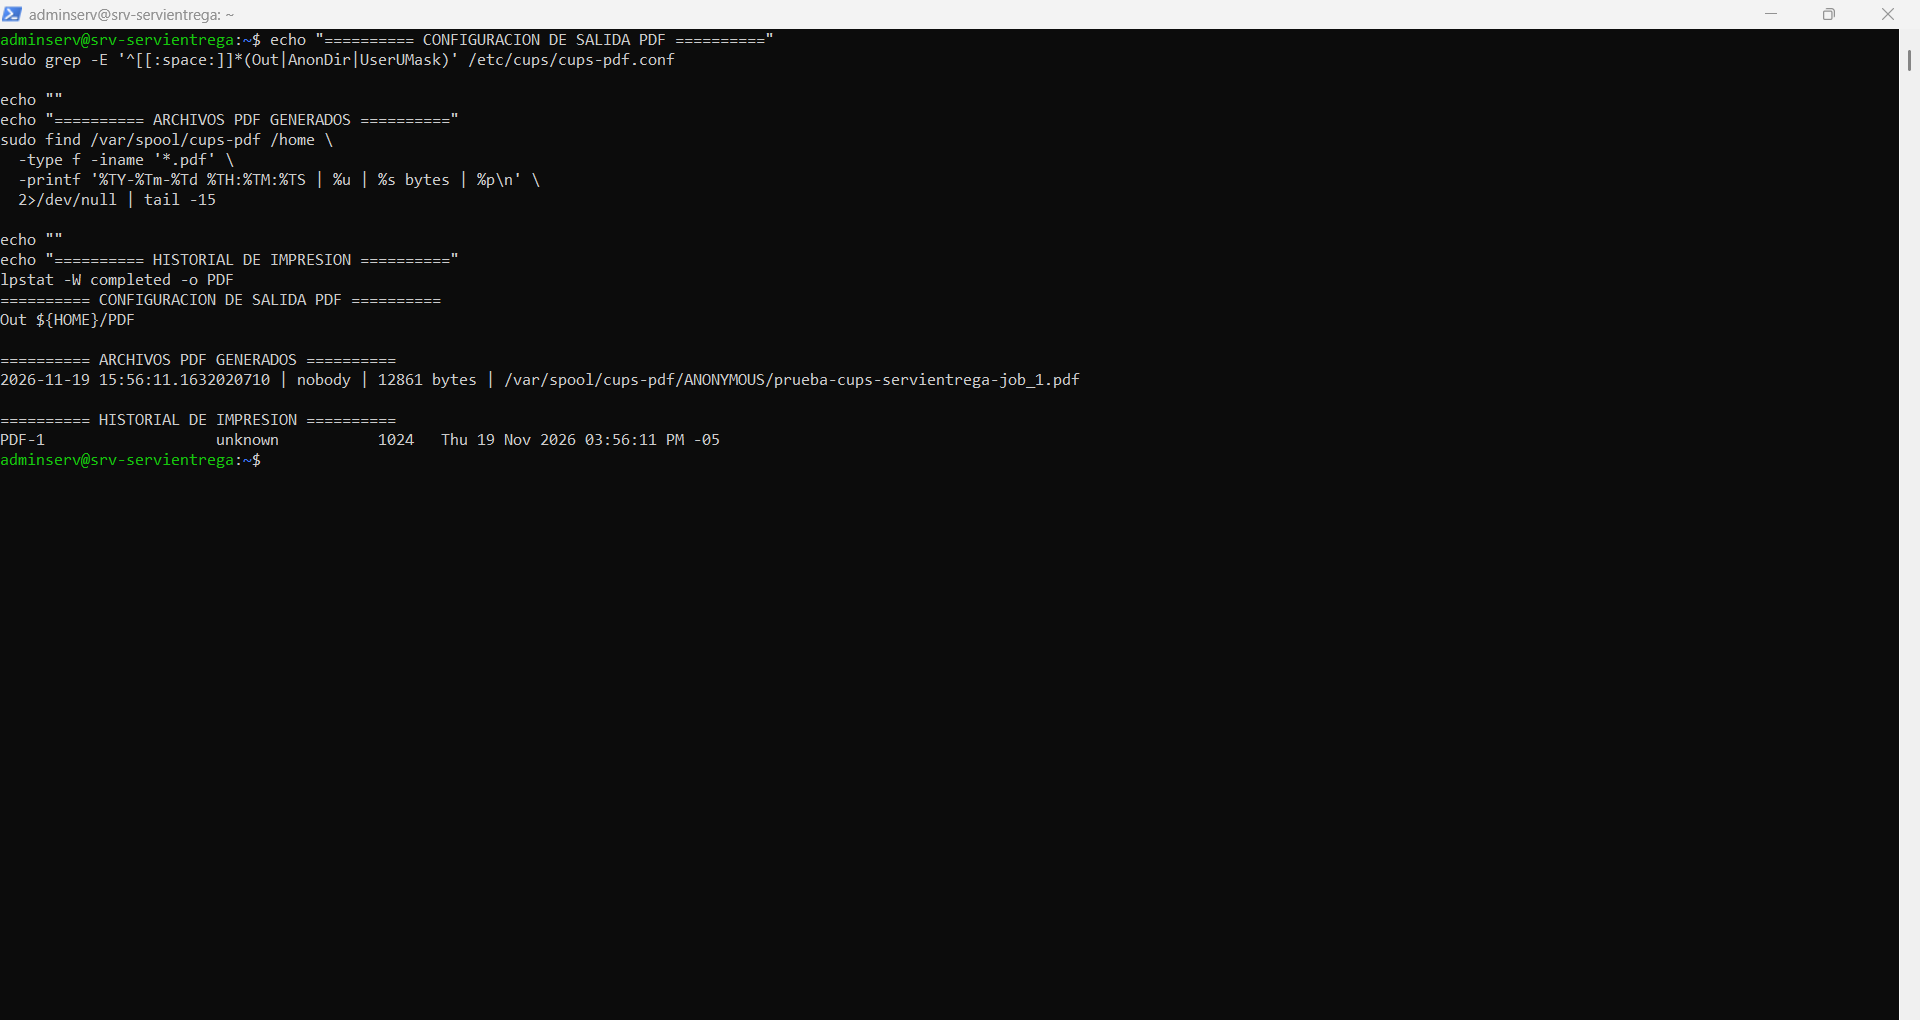 adminserv@srv-servientrega: ~
adminserv@srv-servientrega:~$ echo "========== CONFIGURACION DE SALIDA PDF =========="
sudo grep -E '^[[:space:]]*(Out|AnonDir|UserUMask)' /etc/cups/cups-pdf.conf
echo ""
echo "========== ARCHIVOS PDF GENERADOS =========="
sudo find /var/spool/cups-pdf /home \
  -type f -iname '*.pdf' \
  -printf '%TY-%Tm-%Td %TH:%TM:%TS | %u | %s bytes | %p\n' \
  2>/dev/null | tail -15
echo ""
echo "========== HISTORIAL DE IMPRESION =========="
lpstat -W completed -o PDF
========== CONFIGURACION DE SALIDA PDF ==========
Out ${HOME}/PDF
========== ARCHIVOS PDF GENERADOS ==========
2026-11-19 15:56:11.1632020710 | nobody | 12861 bytes | /var/spool/cups-pdf/ANONYMOUS/prueba-cups-servientrega-job_1.pdf
========== HISTORIAL DE IMPRESION ==========
PDF-1                   unknown           1024   Thu 19 Nov 2026 03:56:11 PM -05
adminserv@srv-servientrega:~$